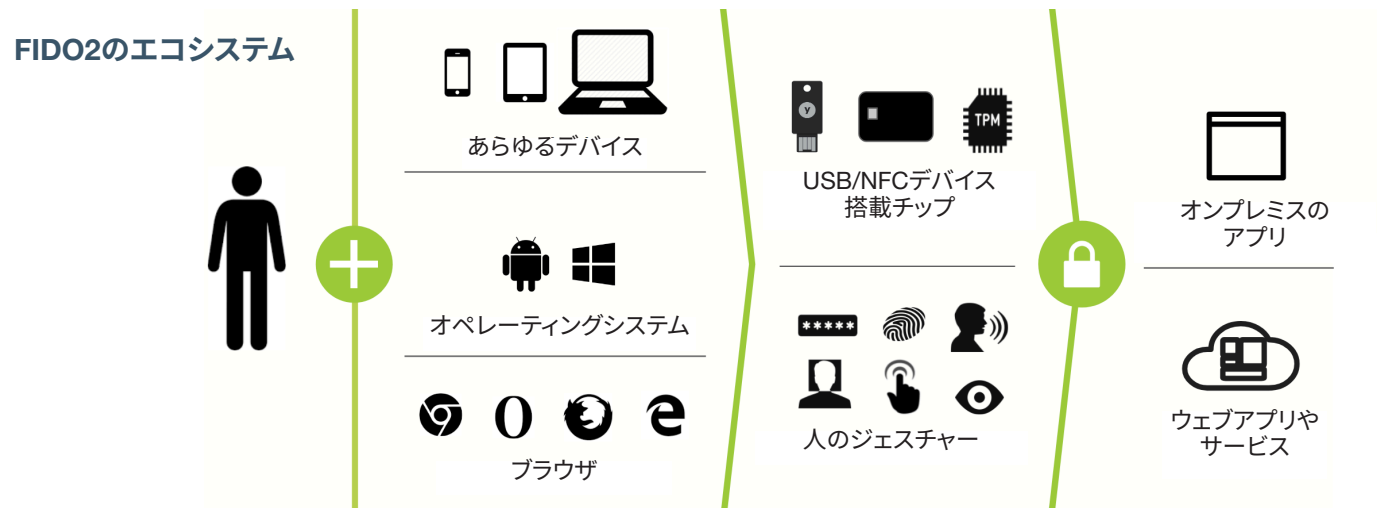 FIDO2のエコシステム
あらゆるデバイス
オペレーティングシステム
ブラウザ
y
TPM
USB/NFCデバイス
搭載チップ
*****
人のジェスチャー
オンプレミスの
アプリ
ウェブアプリや
サービス